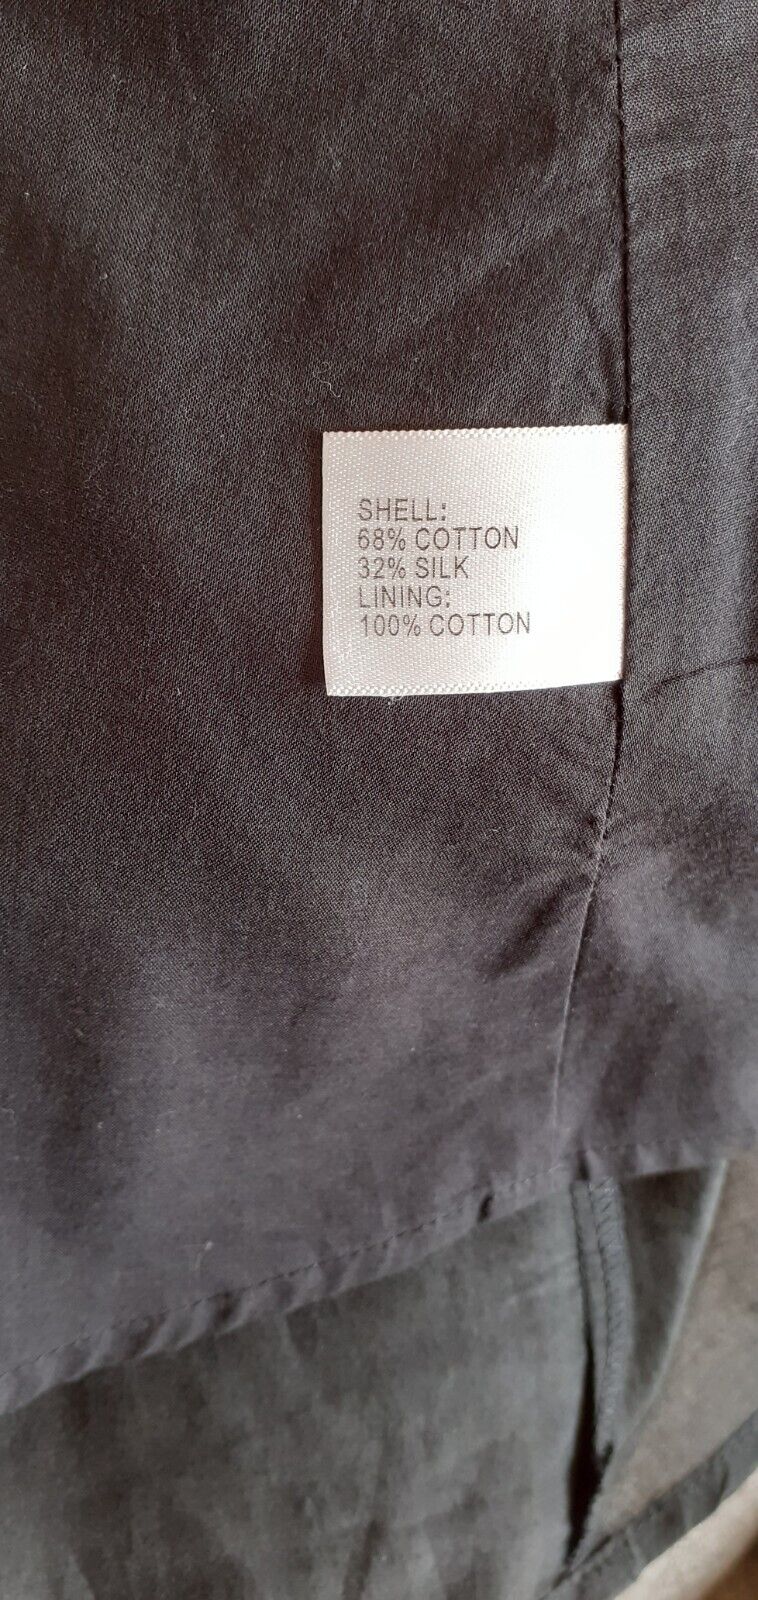 SHELL:
68% COTTON
32% SILK
LINING:
100% COTTON